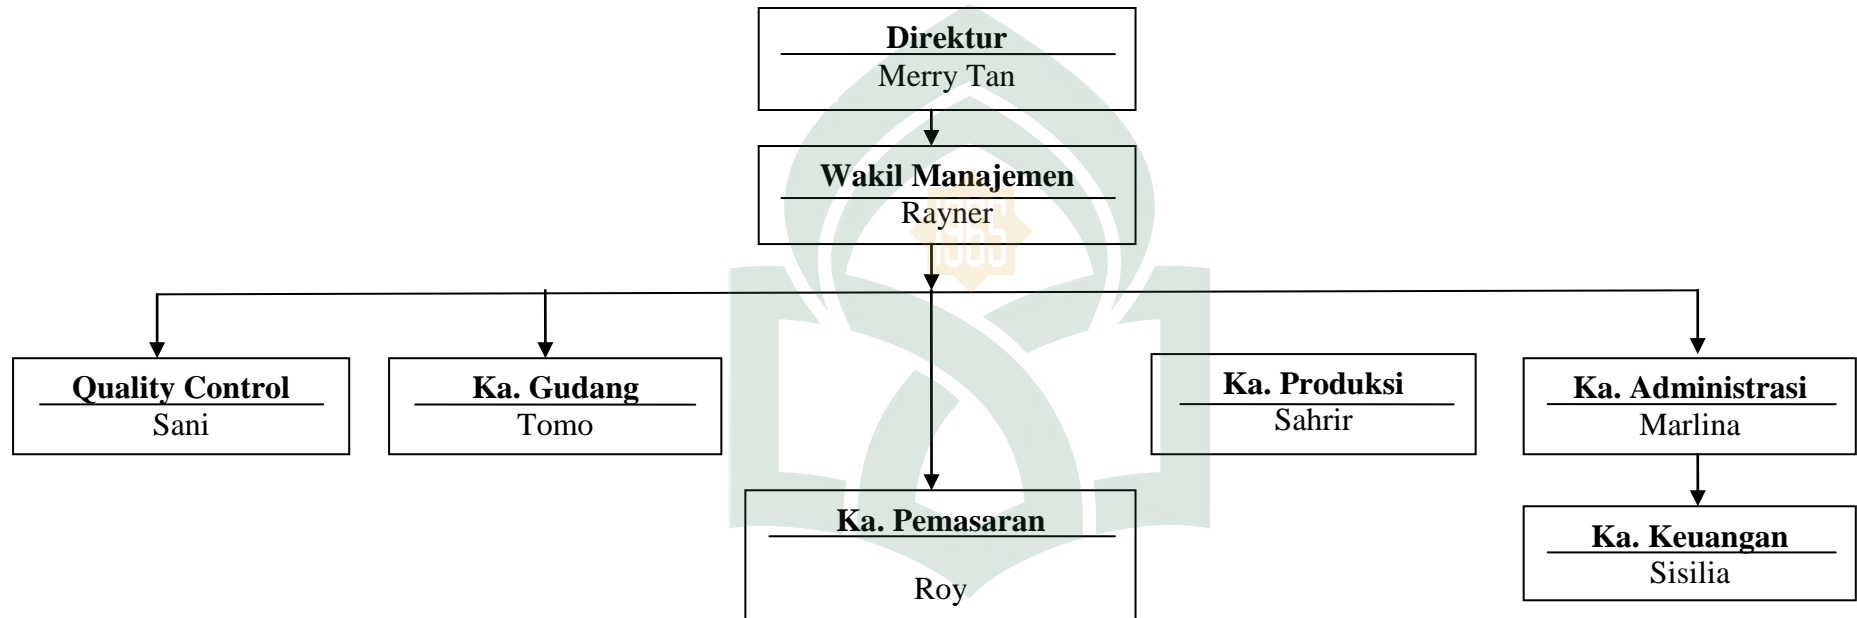 Direktur
Merry Tan
Wakil Manajemen
Rayner
1965
Quality Control
Sani
Ka. Gudang
Tomo
Ka. Produksi
Sahrir
Ka. Administrasi
Marlina
Ka. Pemasaran
Roy
Ka. Keuangan
Sisilia